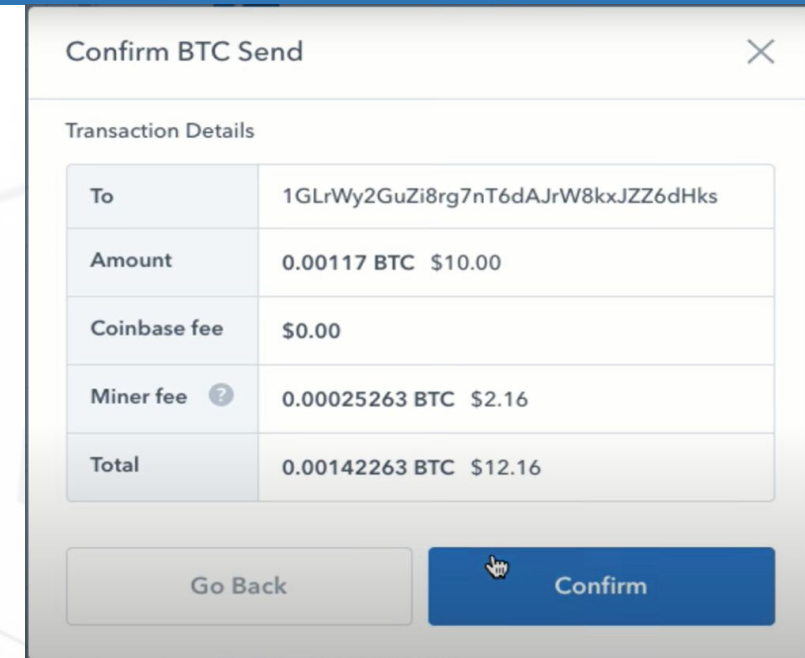 Confirm BTC Send
Transaction Details
To 1GLrWy2GuZi8rg7nT6dAJrW8kxJZZ6dHks
Amount 0.00117 BTC $10.00
Coinbase fee $0.00
Miner fee ? 0.00025263 BTC $2.16
Total 0.00142263 BTC $12.16
Go Back Confirm